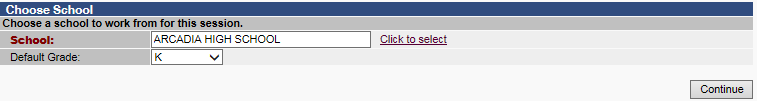 Choose School
Choose a school to work from for this session.
School: ARCADIA HIGH SCHOOL Click to select
Default Grade: K
Continue